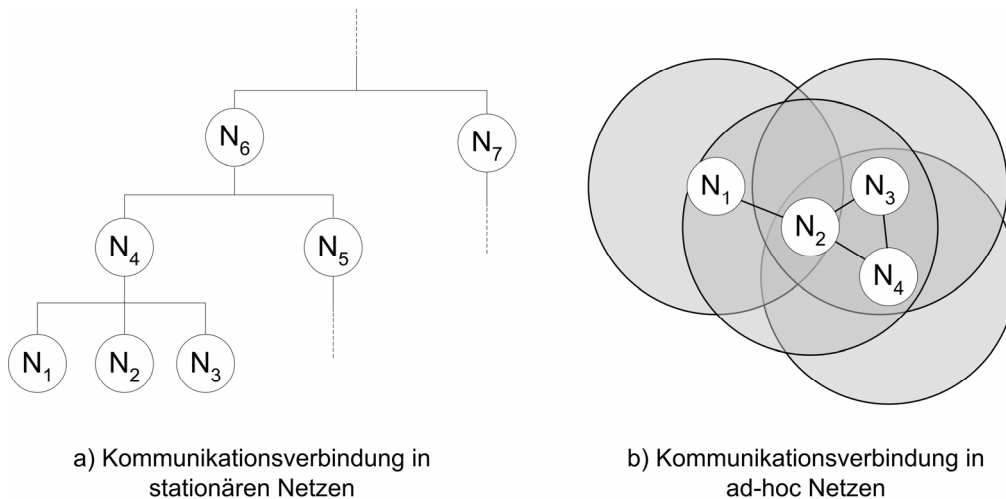 N₆
N₇
N₄
N₅
N₁
N₂
N₃
a) Kommunikationsverbindung in
stationären Netzen
N₁
N₃
N₂
N₄
b) Kommunikationsverbindung in
ad-hoc Netzen